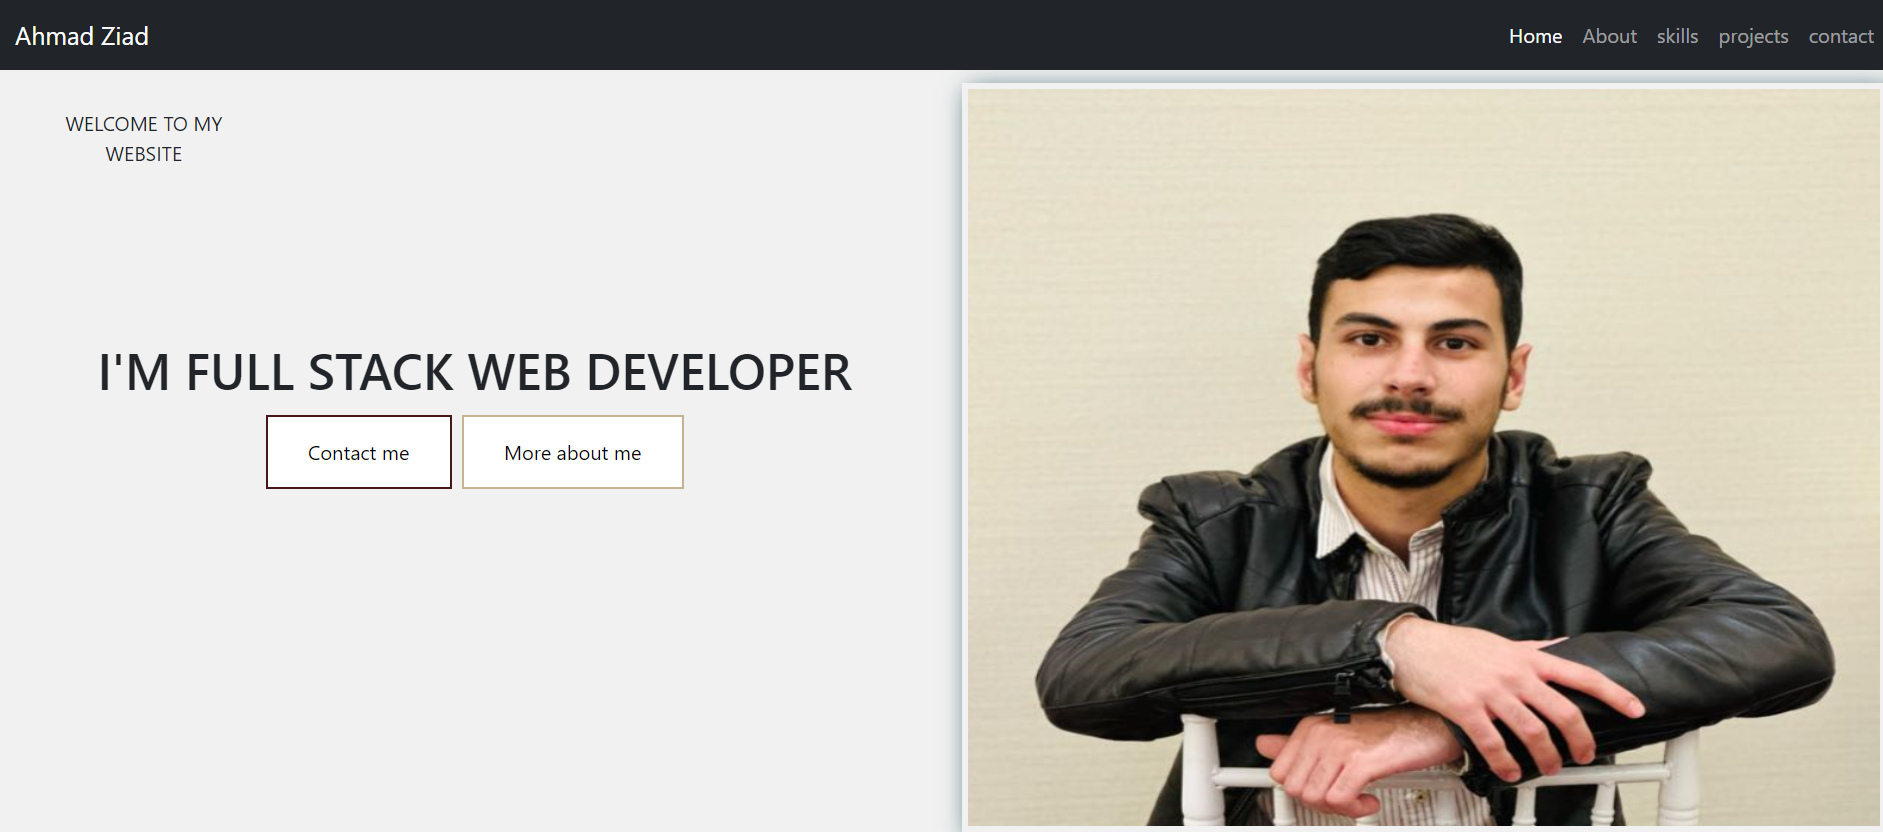 Ahmad Ziad
Home About skills projects contact
WELCOME TO MY
WEBSITE
I'M FULL STACK WEB DEVELOPER
Contact me
More about me